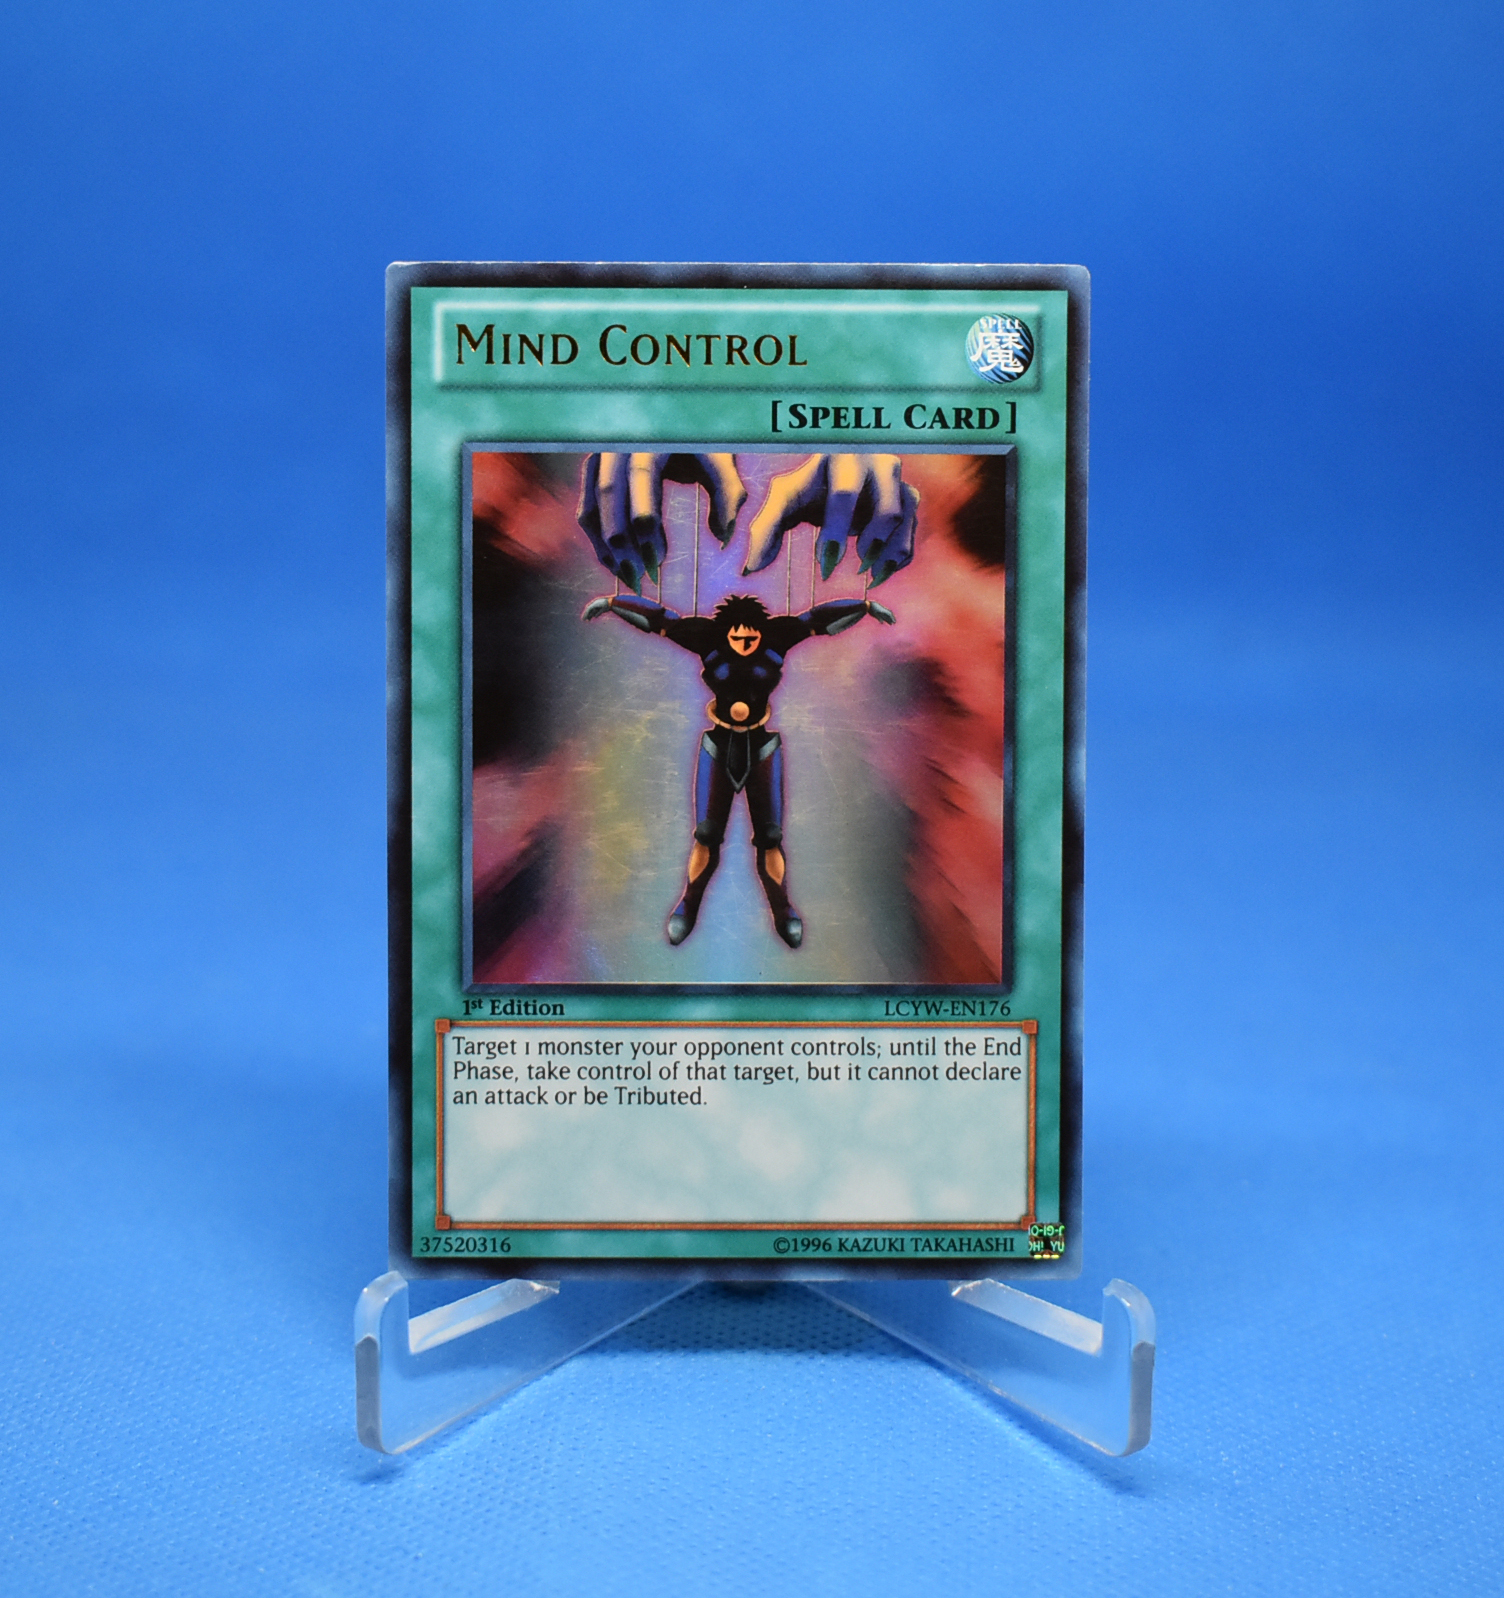 MIND CONTROL
SPELL
魔
[SPELL CARD]
1st Edition
LCYW-EN176
Target 1 monster your opponent controls; until the End
Phase, take control of that target, but it cannot declare
an attack or be Tributed.
37520316
©1996 KAZUKI TAKAHASHI